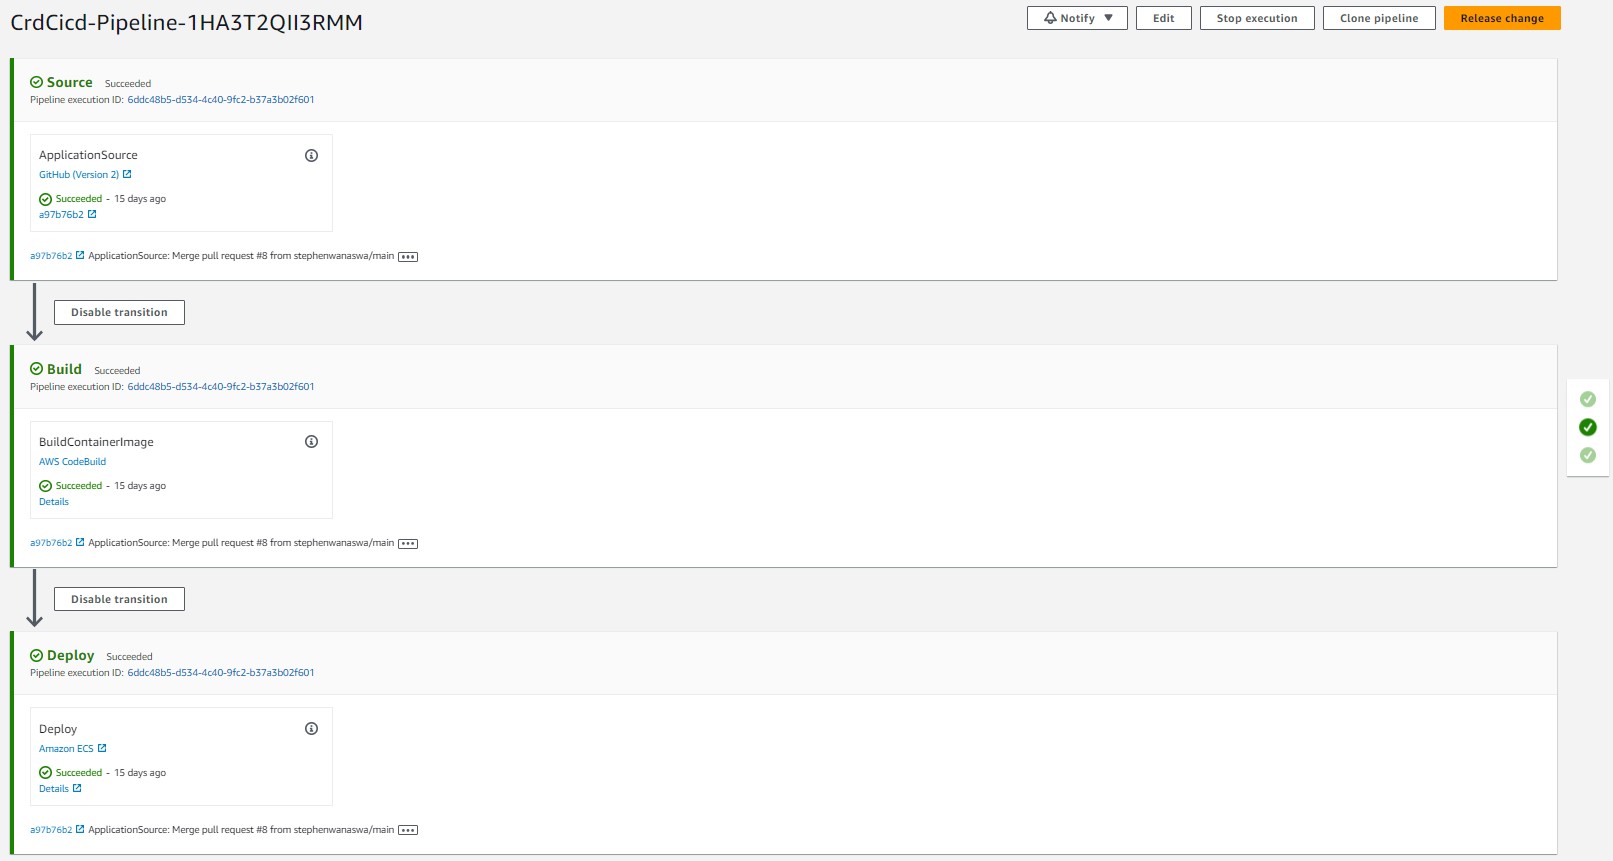 CrdCicd-Pipeline-1HA3T2QII3RMM
Notify Edit Stop execution Clone pipeline Release change
Source Succeeded
Pipeline execution ID: 6ddc48b5-d534-4c40-9fc2-b37a3b02f601
ApplicationSource
GitHub (Version 2)
Succeeded - 15 days ago
a97b76b2
a97b76b2 ApplicationSource: Merge pull request #8 from stephenwanaswa/main
Disable transition
Build Succeeded
Pipeline execution ID: 6ddc48b5-d534-4c40-9fc2-b37a3b02f601
BuildContainerImage
AWS CodeBuild
Succeeded - 15 days ago
Details
a97b76b2 ApplicationSource: Merge pull request #8 from stephenwanaswa/main
Disable transition
Deploy Succeeded
Pipeline execution ID: 6ddc48b5-d534-4c40-9fc2-b37a3b02f601
Deploy
Amazon ECS
Succeeded - 15 days ago
Details
a97b76b2 ApplicationSource: Merge pull request #8 from stephenwanaswa/main